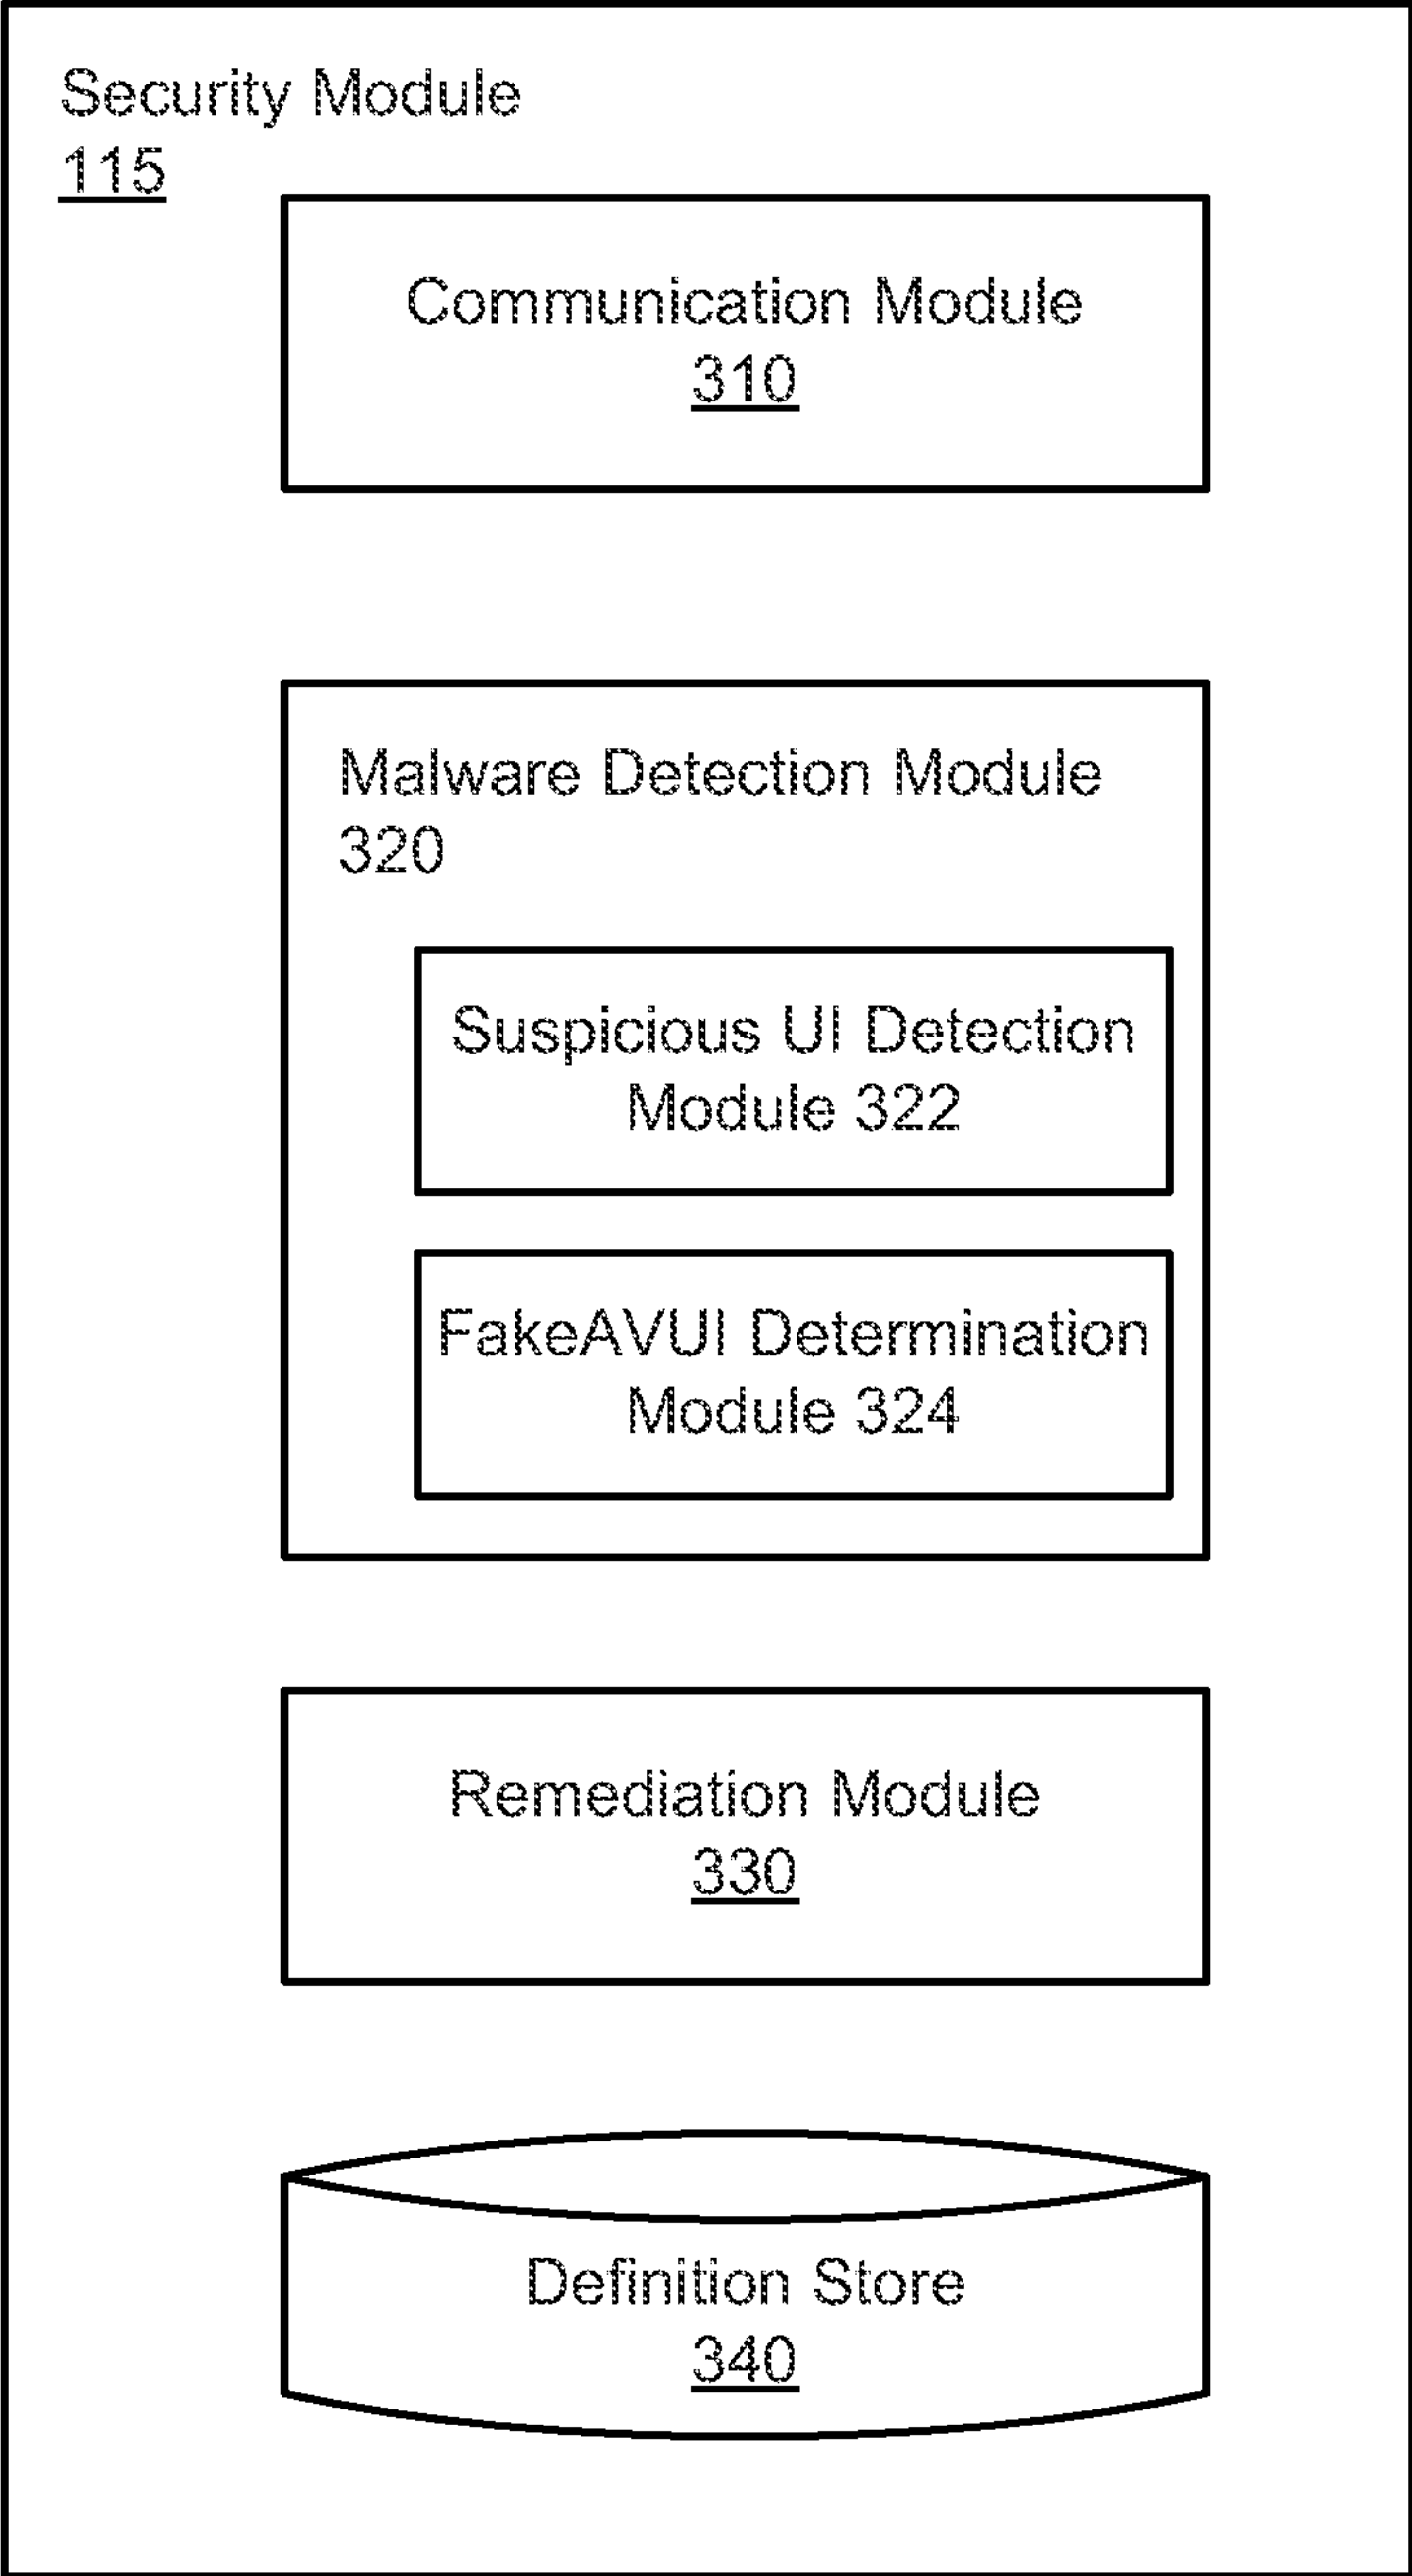 Security Module
115
Communication Module
310
Malware Detection Module
320
Suspicious UI Detection
Module 322
FakeAVUI Determination
Module 324
Remediation Module
330
Definition Store
340